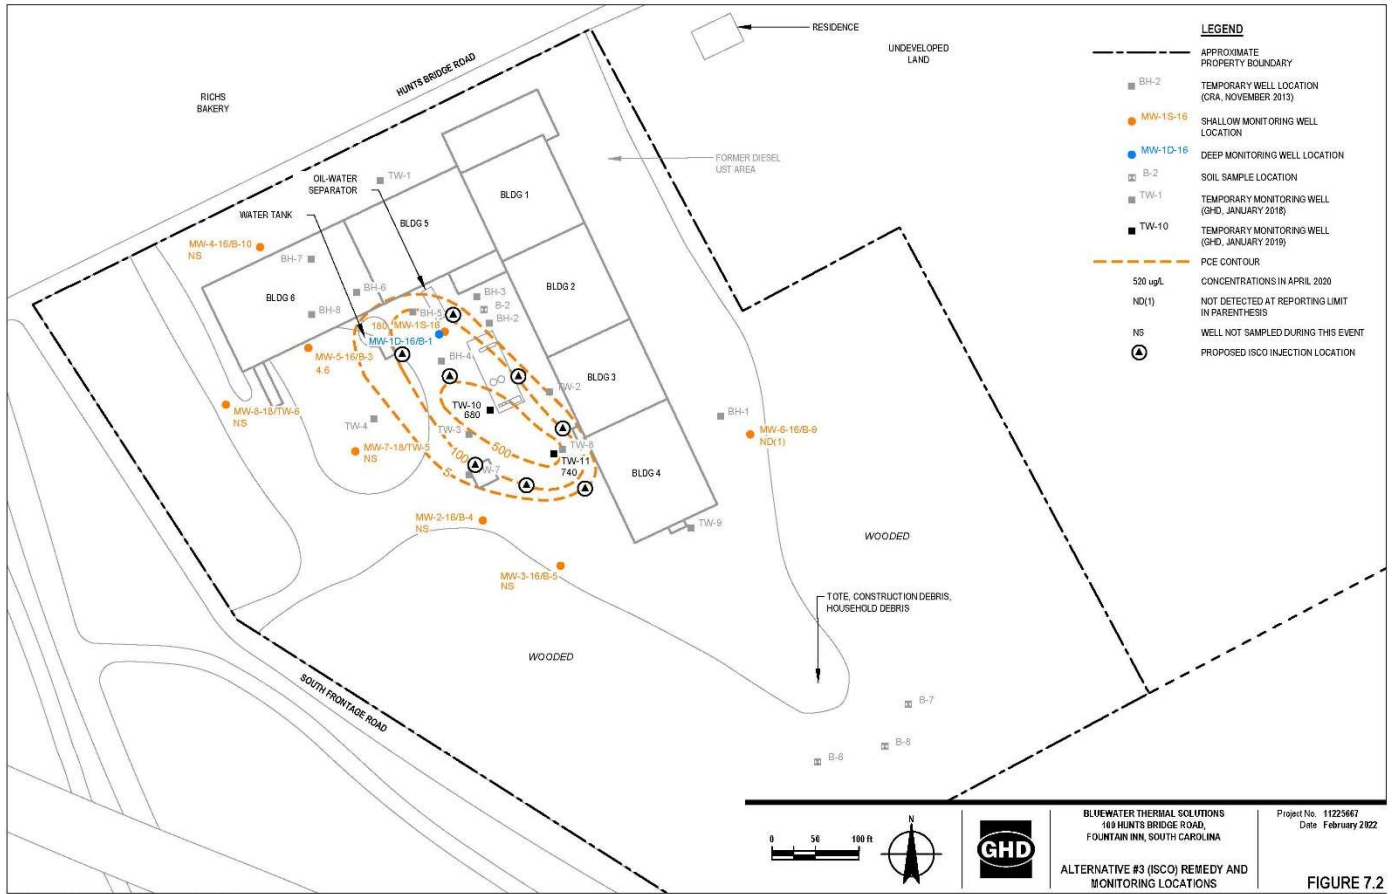 RESIDENCE
UNDEVELOPED
LAND
HUNTS BRIDGE ROAD
RICHS
BAKERY
FORMER DIESEL
UST AREA
OIL-WATER
SEPARATOR
TW-1
WATER TANK
BLDG 1
BLDG 5
MW-4-16/B-10
NS
BH-7
BLDG 2
BLDG 6
BH-6
BH-3
B-2
BH-8
BH-5
BH-2
180
MW-1S-16
MW-1D-16/B-1
MW-5-16/B-3
4.6
BH-4
BLDG 3
TW-2
MW-8-18/TW-6
NS
TW-10
680
BH-1
TW-4
TW-3
MW-6-16/B-9
ND(1)
MW-7-18/TW-5
NS
500
TW-8
100
TW-11
740
5
TW-7
BLDG 4
MW-2-16/B-4
NS
TW-9
WOODED
MW-3-16/B-5
NS
TOTE, CONSTRUCTION DEBRIS,
HOUSEHOLD DEBRIS
WOODED
SOUTH FRONTAGE ROAD
B-7
B-8
B-6
LEGEND
APPROXIMATE
PROPERTY BOUNDARY
BH-2
TEMPORARY WELL LOCATION
(CRA, NOVEMBER 2013)
MW-1S-16
SHALLOW MONITORING WELL
LOCATION
MW-1D-16
DEEP MONITORING WELL LOCATION
B-2
SOIL SAMPLE LOCATION
TW-1
TEMPORARY MONITORING WELL
(GHD, JANUARY 2018)
TW-10
TEMPORARY MONITORING WELL
(GHD, JANUARY 2019)
PCE CONTOUR
520 ug/L
CONCENTRATIONS IN APRIL 2020
ND(1)
NOT DETECTED AT REPORTING LIMIT
IN PARENTHESIS
NS
WELL NOT SAMPLED DURING THIS EVENT
PROPOSED ISCO INJECTION LOCATION
0 50 100 ft
N
GHD
BLUEWATER THERMAL SOLUTIONS
100 HUNTS BRIDGE ROAD,
FOUNTAIN INN, SOUTH CAROLINA
ALTERNATIVE #3 (ISCO) REMEDY AND
MONITORING LOCATIONS
Project No. 11225667
Date February 2022
FIGURE 7.2